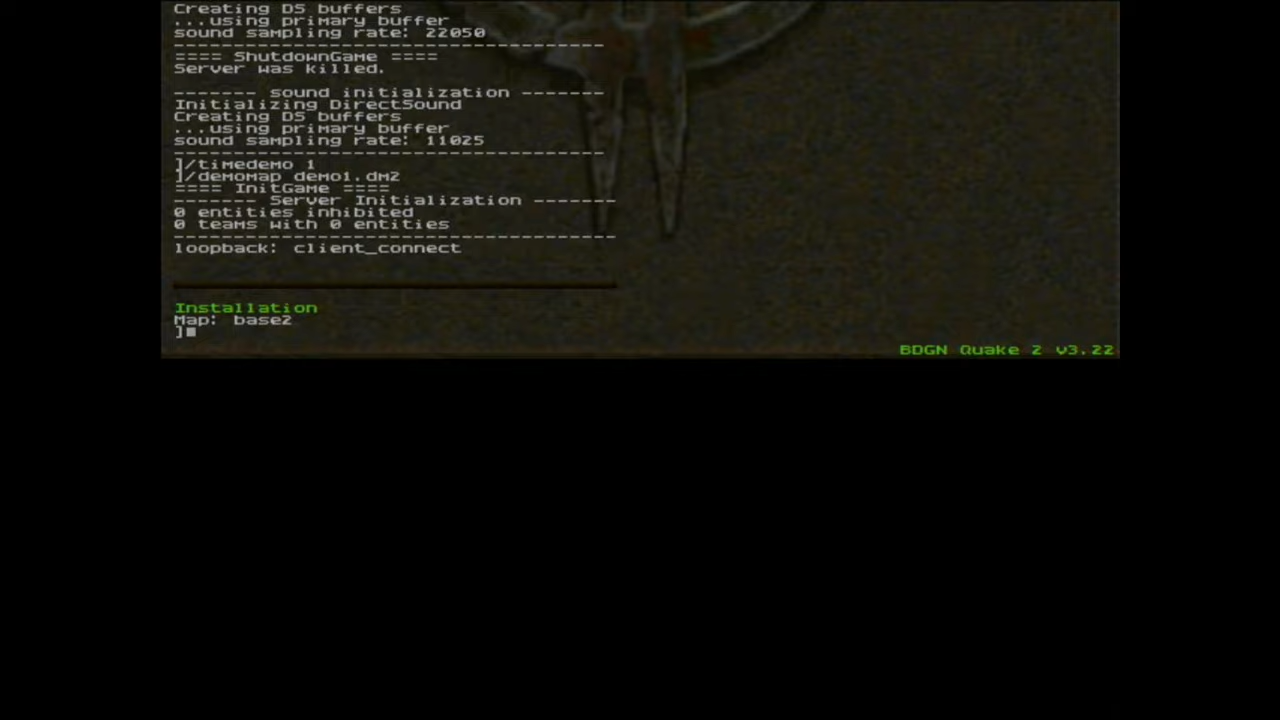 Creating DS buffers
...using primary buffer
sound sampling rate: 22050
------------------------------------
==== ShutdownGame ====
Server was killed.
------- sound initialization -------
Initializing DirectSound
Creating DS buffers
...using primary buffer
sound sampling rate: 11025
------------------------------------
]/timedemo 1
]/demomap demo1.dm2
==== InitGame ====
------- Server Initialization -------
0 entities inhibited
0 teams with 0 entities
-------------------------------------
loopback: client_connect
Installation
Map: base2
]
BDGN Quake 2 v3.22